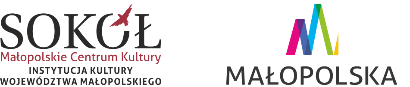 SOKÓŁ
Małopolskie Centrum Kultury
INSTYTUCJA KULTURY
WOJEWÓDZTWA MAŁOPOLSKIEGO
MAŁOPOLSKA